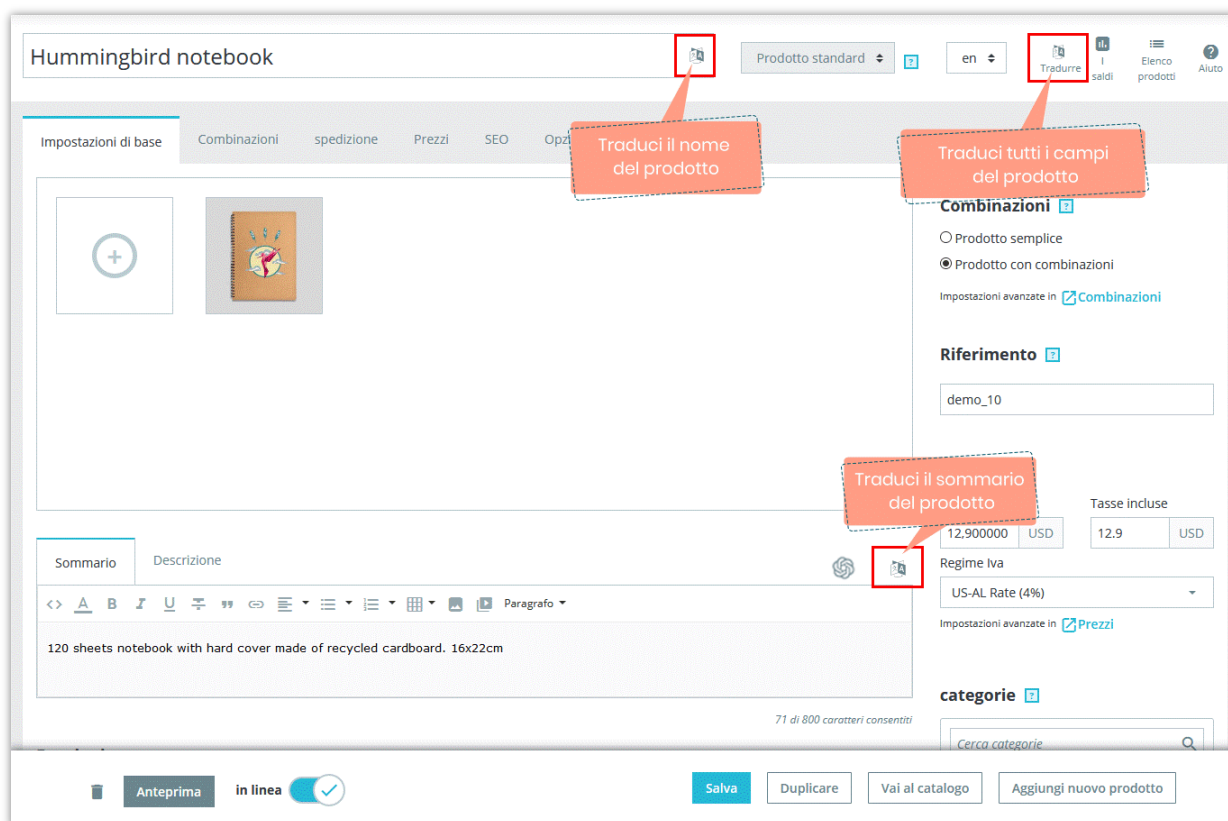 Hummingbird notebook
Prodotto standard
?
en
Tradurre
I
saldi
Elenco
prodotti
?
Aiuto
Impostazioni di base
Combinazioni
spedizione
Prezzi
SEO
Traduci il nome
del prodotto
Traduci tutti i campi
del prodotto
Combinazioni ?
Prodotto semplice
Prodotto con combinazioni
Impostazioni avanzate in Combinazioni
Riferimento ?
demo_10
Traduci il sommario
del prodotto
Tasse incluse
12,900000 USD
12.9 USD
Sommario
Descrizione
Regime Iva
US-AL Rate (4%)
Impostazioni avanzate in Prezzi
Paragrafo
120 sheets notebook with hard cover made of recycled cardboard. 16x22cm
71 di 800 caratteri consentiti
categorie ?
Cerca categorie
Anteprima
in linea
Salva
Duplicare
Vai al catalogo
Aggiungi nuovo prodotto